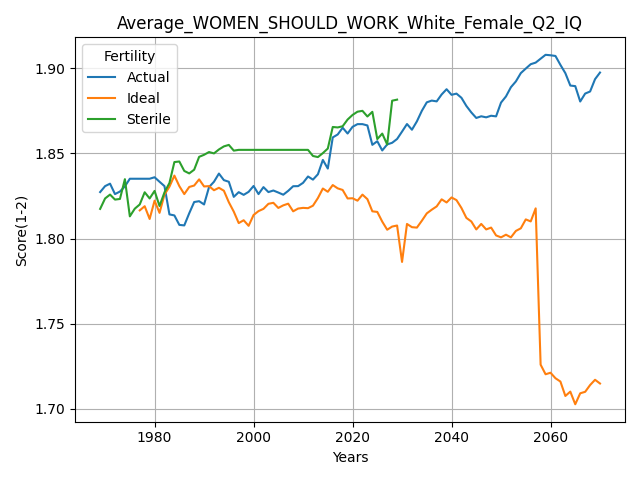 Average_WOMEN_SHOULD_WORK_White_Female_Q2_IQ
Fertility
Actual
Ideal
Sterile
Score(1-2)
1.90
1.85
1.80
1.75
1.70
1980
2000
2020
2040
2060
Years